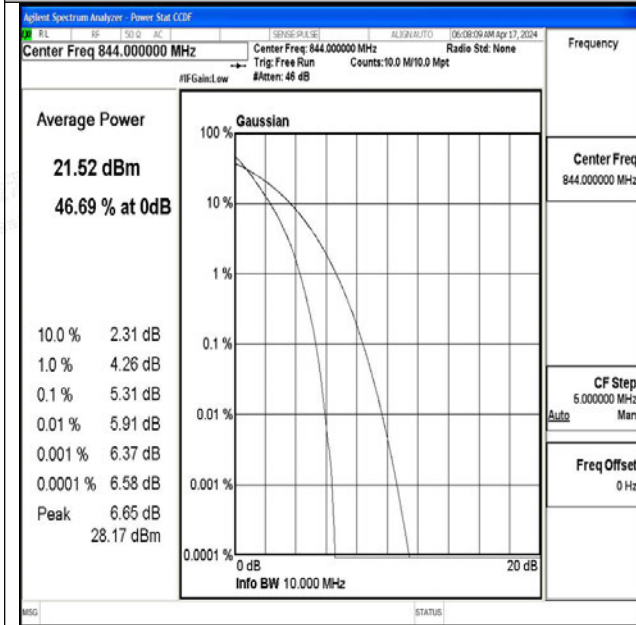 Agilent Spectrum Analyzer - Power Stat CCDF
RL RF 50 Ω AC SENSE:PULSE ALIGNAUTO 06:08:09 AM Apr 17, 2024
Center Freq 844.000000 MHz
Center Freq: 844.000000 MHz Radio Std: None
Trig: Free Run Counts:10.0 M/10.0 Mpt
#IFGain:Low #Atten: 46 dB
Frequency
Average Power
21.52 dBm
46.69 % at 0dB
10.0 % 2.31 dB
1.0 % 4.26 dB
0.1 % 5.31 dB
0.01 % 5.91 dB
0.001 % 6.37 dB
0.0001 % 6.58 dB
Peak 6.65 dB
28.17 dBm
Gaussian
100 %
10 %
1 %
0.1 %
0.01 %
0.001 %
0.0001 %
0 dB 20 dB
Info BW 10.000 MHz
Center Freq
844.000000 MHz
CF Step
5.000000 MHz
Auto Man
Freq Offset
0 Hz
MSG STATUS